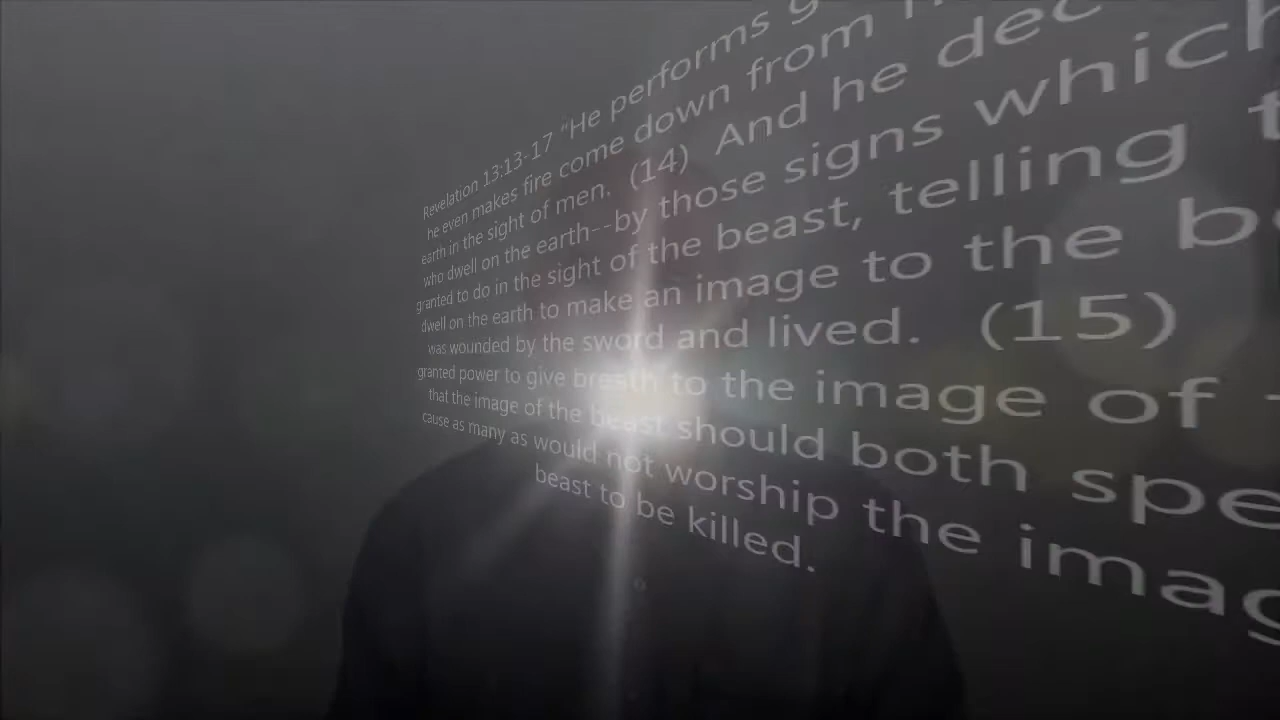 Revelation 13:13-17 "He performs g
he even makes fire come down from
earth in the sight of men. (14) And he dec
who dwell on the earth--by those signs which
granted to do in the sight of the beast, telling t
dwell on the earth to make an image to the be
was wounded by the sword and lived. (15)
granted power to give breath to the image of
that the image of the beast should both spe
cause as many as would not worship the imag
beast to be killed.